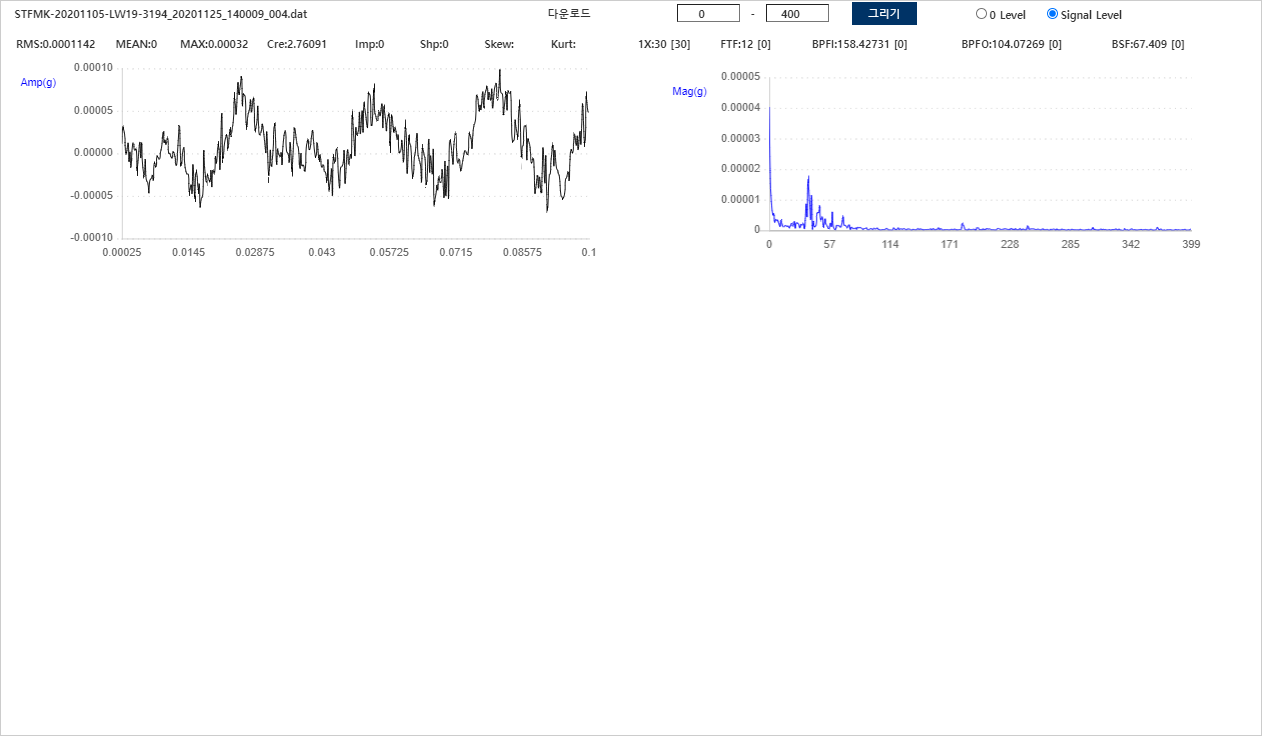 STFMK-20201105-LW19-3194_20201125_140009_004.dat 다운로드 0 - 400 그리기 0 Level Signal Level
RMS:0.0001142 MEAN:0 MAX:0.00032 Cre:2.76091 Imp:0 Shp:0 Skew: Kurt: 1X:30 [30] FTF:12 [0] BPFI:158.42731 [0] BPFO:104.07269 [0] BSF:67.409 [0]
Amp(g)
0.00010
0.00005
0.00000
-0.00005
-0.00010
0.00025 0.0145 0.02875 0.043 0.05725 0.0715 0.08575 0.1
Mag(g)
0.00005
0.00004
0.00003
0.00002
0.00001
0
0 57 114 171 228 285 342 399